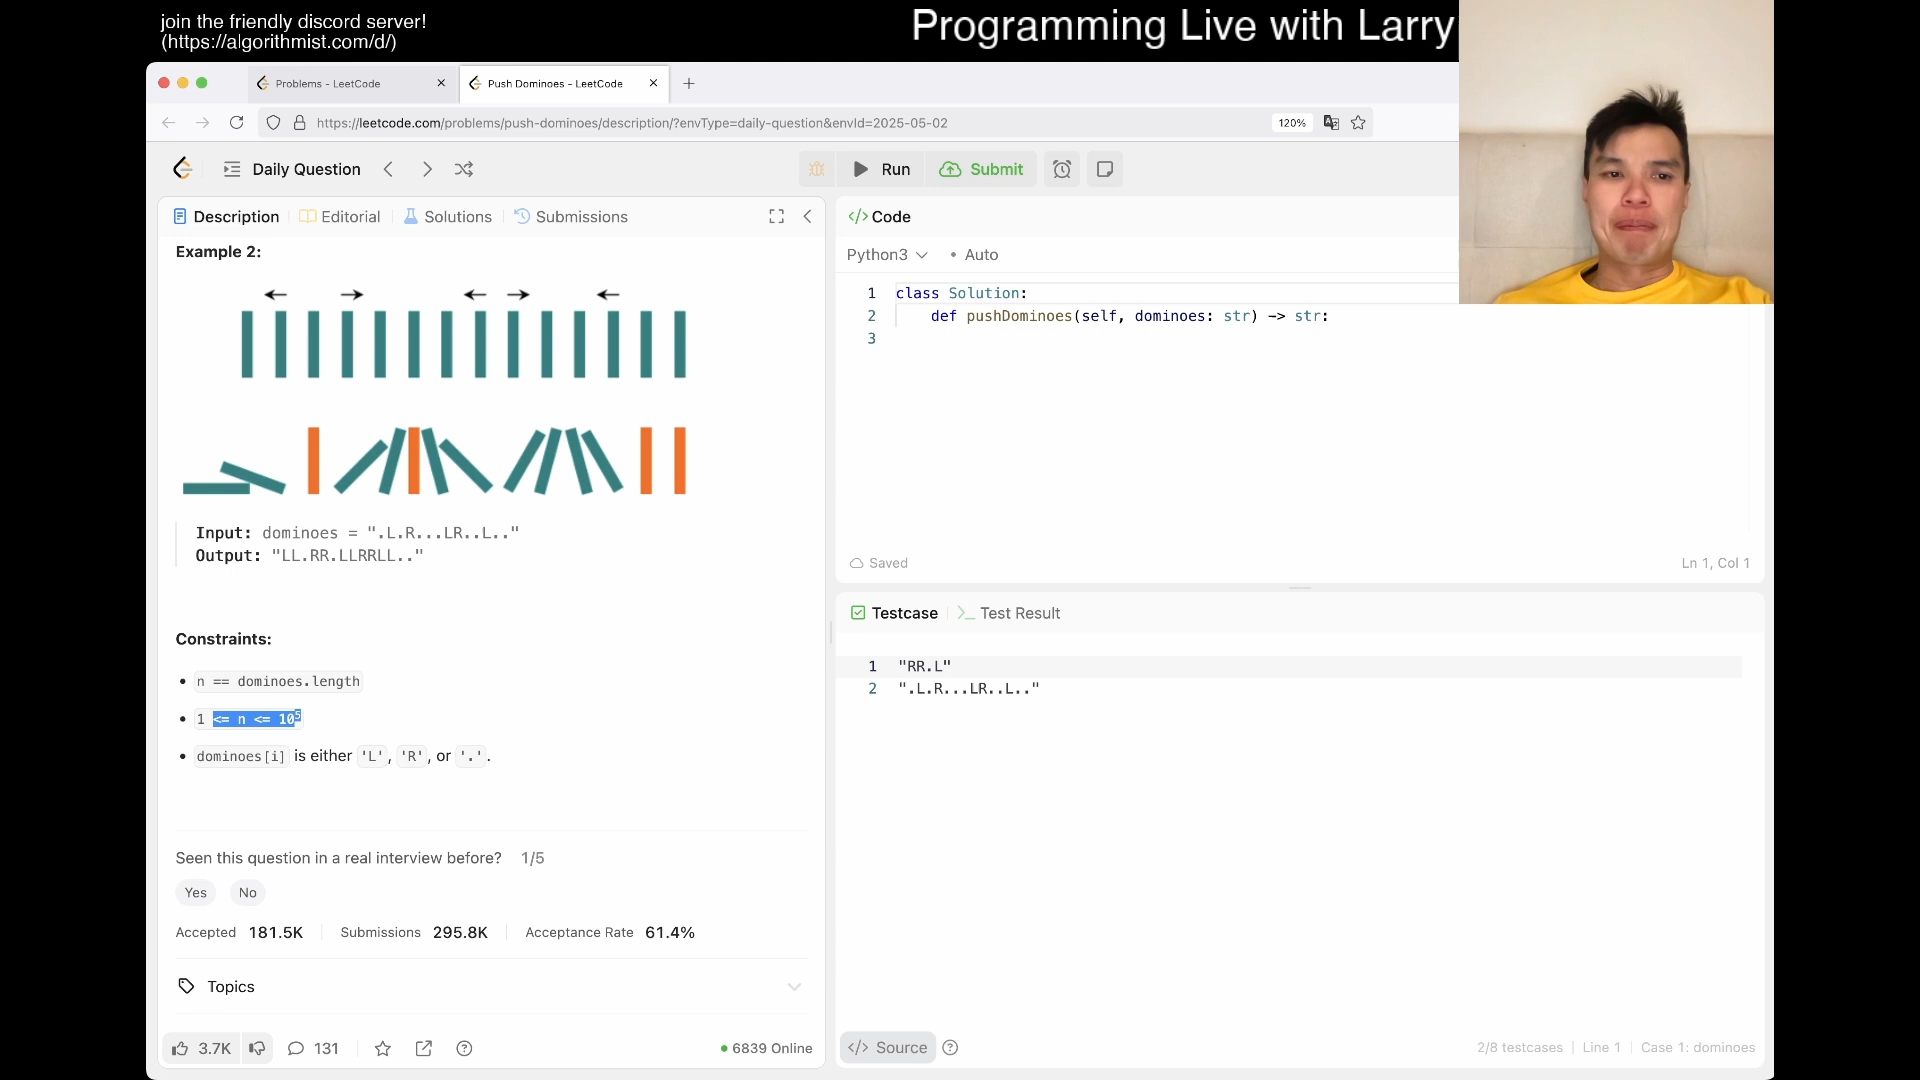 join the friendly discord server!
(https://algorithmist.com/d/)
Programming Live with Larry
Problems - LeetCode
Push Dominoes - LeetCode
https://leetcode.com/problems/push-dominoes/description/?envType=daily-question&envId=2025-05-02
120%
Daily Question
Run
Submit
Description
Editorial
Solutions
Submissions
Example 2:
Input: dominoes = ".L.R...LR..L.."
Output: "LL.RR.LLRRLL.."
Constraints:
• n == dominoes.length
• 1 <= n <= 10⁵
• dominoes[i] is either 'L', 'R', or '.'.
Seen this question in a real interview before? 1/5
Yes No
Accepted 181.5K Submissions 295.8K Acceptance Rate 61.4%
Topics
3.7K 131 6839 Online
</> Code
Python3 • Auto
1 class Solution:
2 def pushDominoes(self, dominoes: str) -> str:
3
Saved
Ln 1, Col 1
Testcase
Test Result
1 "RR.L"
2 ".L.R...LR..L.."
</> Source
2/8 testcases | Line 1 | Case 1: dominoes